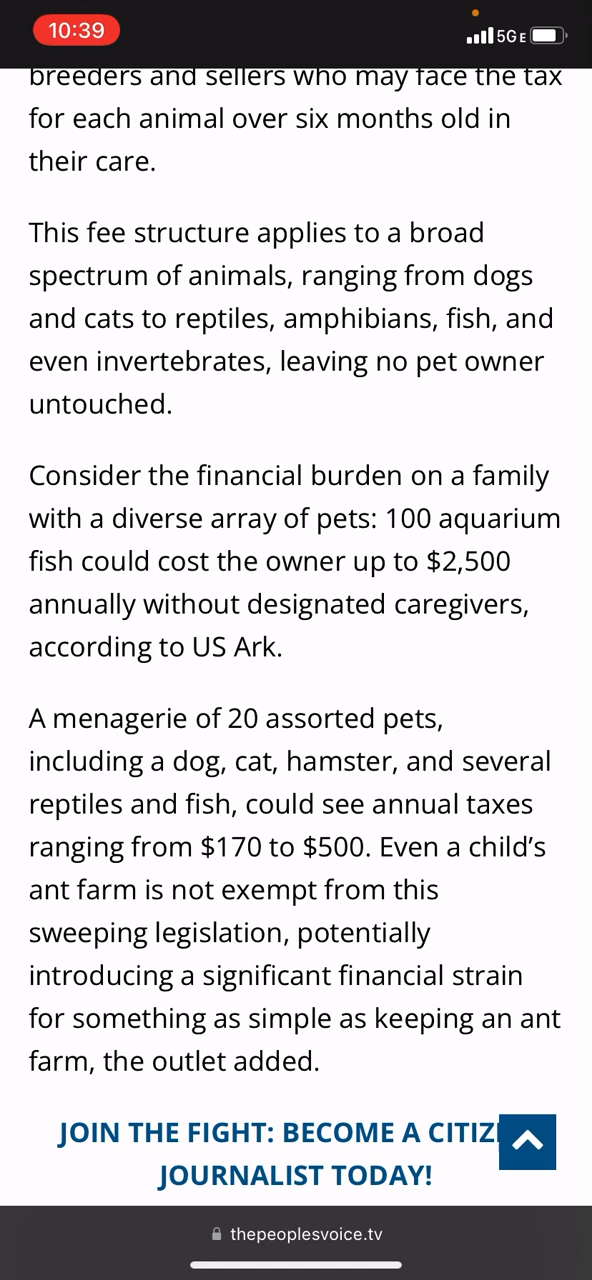 10:39
5GE
breeders and sellers who may face the tax
for each animal over six months old in
their care.
This fee structure applies to a broad
spectrum of animals, ranging from dogs
and cats to reptiles, amphibians, fish, and
even invertebrates, leaving no pet owner
untouched.
Consider the financial burden on a family
with a diverse array of pets: 100 aquarium
fish could cost the owner up to $2,500
annually without designated caregivers,
according to US Ark.
A menagerie of 20 assorted pets,
including a dog, cat, hamster, and several
reptiles and fish, could see annual taxes
ranging from $170 to $500. Even a child’s
ant farm is not exempt from this
sweeping legislation, potentially
introducing a significant financial strain
for something as simple as keeping an ant
farm, the outlet added.
JOIN THE FIGHT: BECOME A CITIZ
JOURNALIST TODAY!
thepeoplesvoice.tv